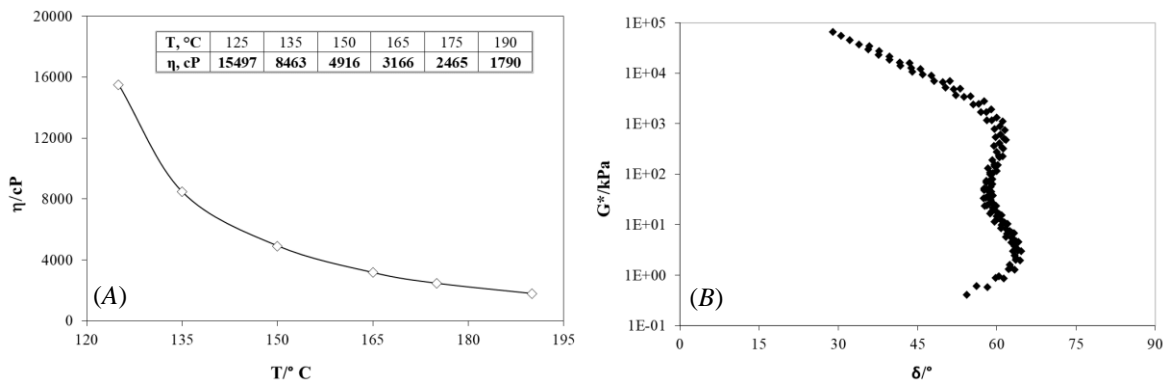 20000
16000
12000
8000
4000
0
η/cP
T, °C 125 135 150 165 175 190
η, cP 15497 8463 4916 3166 2465 1790
(A)
120 135 150 165 180 195
T/° C
1E+05
1E+04
1E+03
1E+02
1E+01
1E+00
1E-01
G*/kPa
(B)
0 15 30 45 60 75 90
δ/°